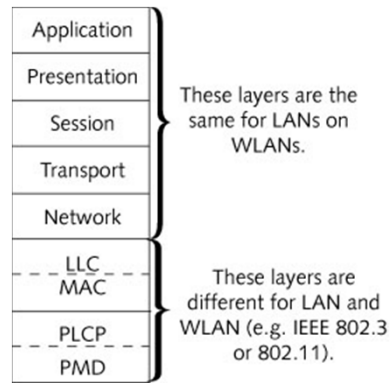 Application
Presentation
Session
Transport
Network
These layers are the
same for LANs on
WLANs.
LLC
MAC
PLCP
PMD
These layers are
different for LAN and
WLAN (e.g. IEEE 802.3
or 802.11).